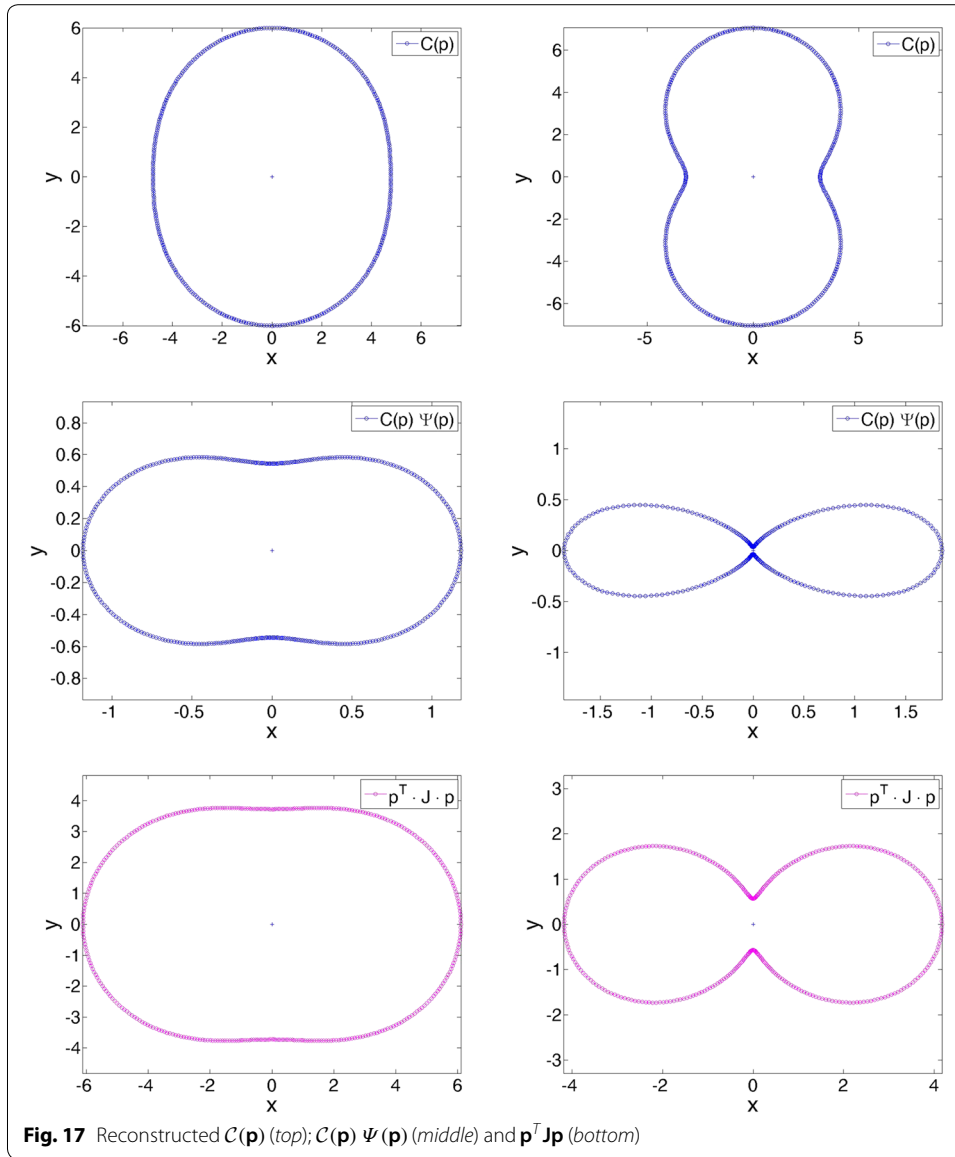 C(p)
y
6
4
2
0
-2
-4
-6
-6 -4 -2 0 2 4 6
x
C(p)
y
6
4
2
0
-2
-4
-6
-5 0 5
x
C(p) Ψ(p)
y
0.8
0.6
0.4
0.2
0
-0.2
-0.4
-0.6
-0.8
-1 -0.5 0 0.5 1
x
C(p) Ψ(p)
y
1
0.5
0
-0.5
-1
-1.5 -1 -0.5 0 0.5 1 1.5
x
p^T · J · p
y
4
3
2
1
0
-1
-2
-3
-4
-6 -4 -2 0 2 4 6
x
p^T · J · p
y
3
2
1
0
-1
-2
-3
-4 -2 0 2 4
x
Fig. 17 Reconstructed C(p) (top); C(p) Ψ(p) (middle) and p^T Jp (bottom)